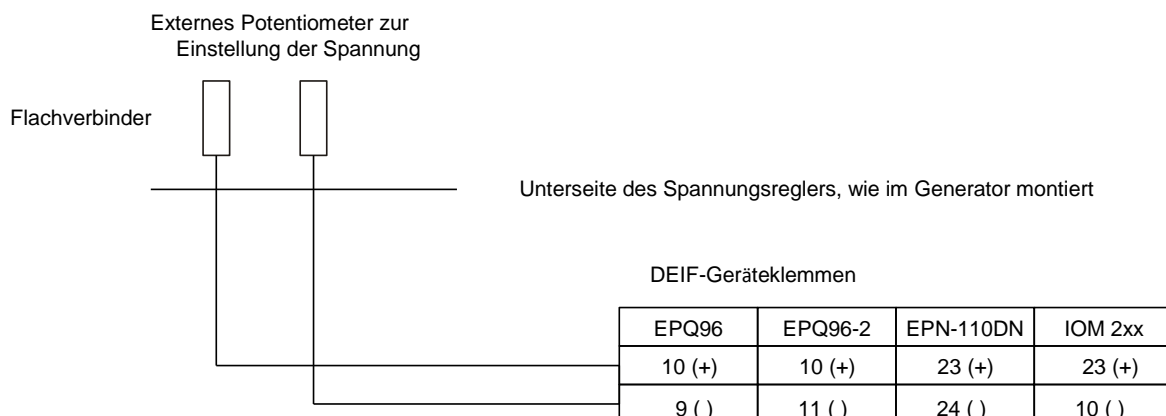 Externes Potentiometer zur
Einstellung der Spannung
Flachverbinder
Unterseite des Spannungsreglers, wie im Generator montiert
DEIF-Geräteklemmen
EPQ96 EPQ96-2 EPN-110DN IOM 2xx
10 (+) 10 (+) 23 (+) 23 (+)
9 ( ) 11 ( ) 24 ( ) 10 ( )